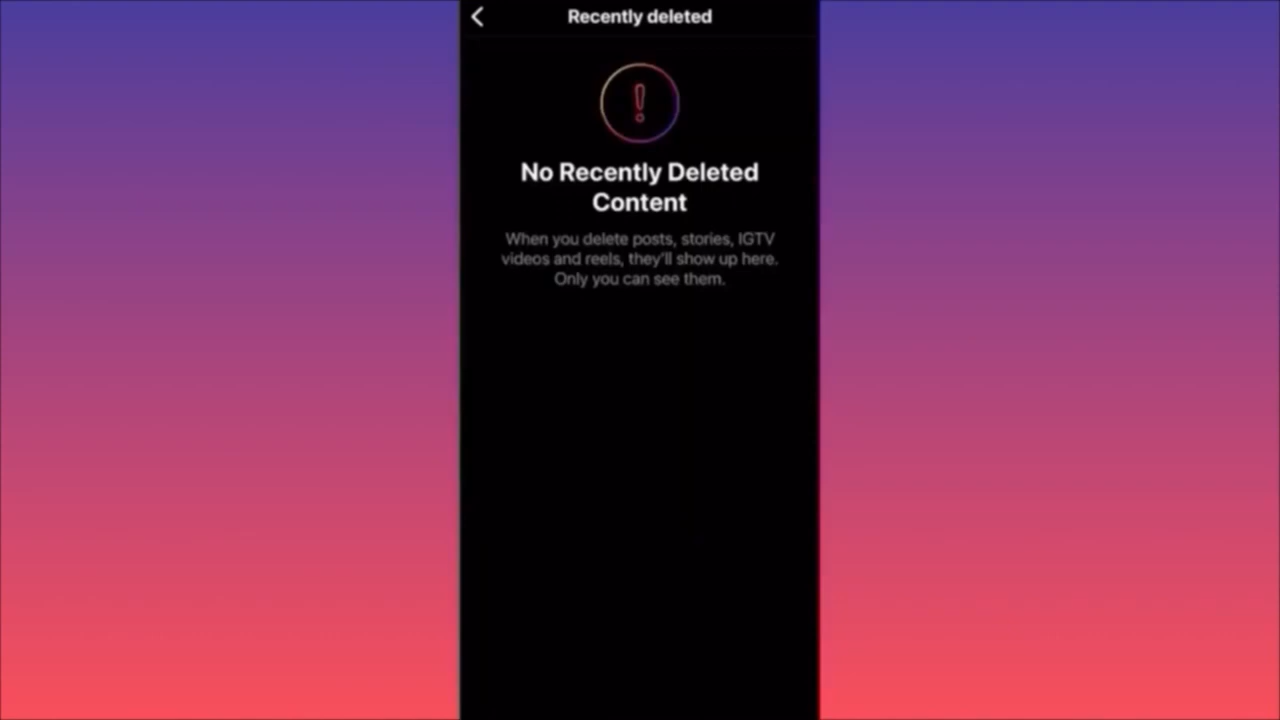 Recently deleted
No Recently Deleted
Content
When you delete posts, stories, IGTV
videos and reels, they'll show up here.
Only you can see them.